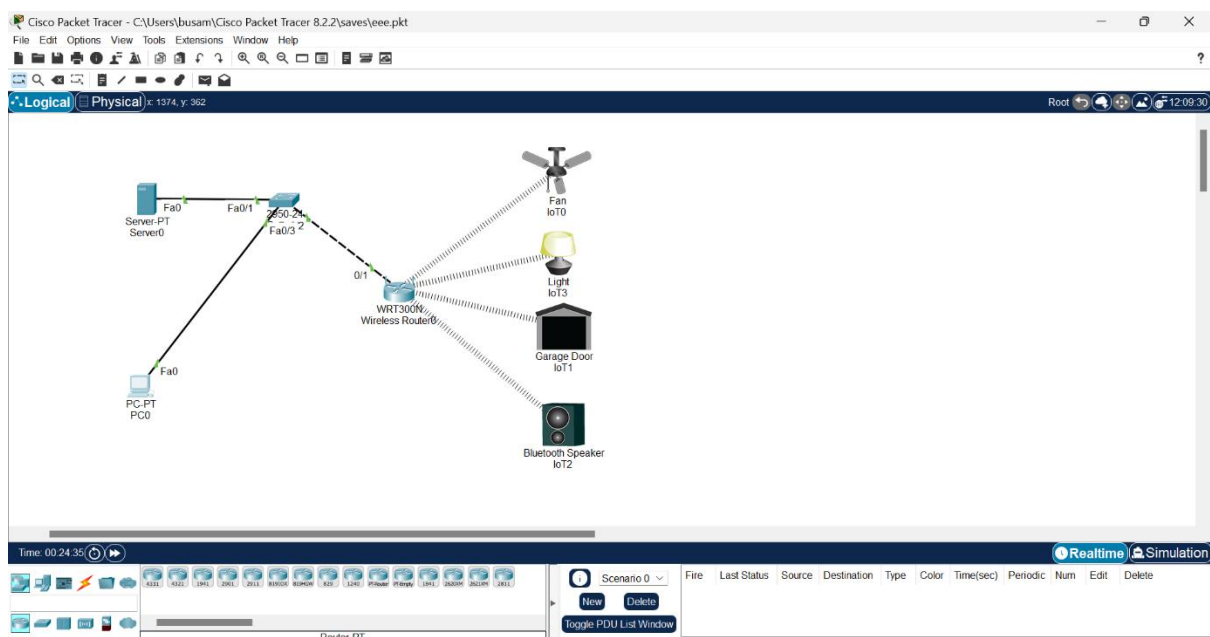 Cisco Packet Tracer - C:\Users\busam\Cisco Packet Tracer 8.2.2\saves\eee.pkt
File Edit Options View Tools Extensions Window Help
?
Logical Physical x: 1374, y: 362 Root 12:09:30
Fan
IoT0
Fa0 Fa0/1 2950-24
Server-PT
Server0
Fa0/3 2
Light
IoT3
0/1
WRT300N
Wireless Router0
Garage Door
IoT1
Fa0
PC-PT
PC0
Bluetooth Speaker
IoT2
Time: 00:24:35 Realtime Simulation
4331 4321 1941 2901 2911 819IOX 819HGW 829 1240 PT-Router PT-Empty 1841 2620XM 2621XM 2811
Scenario 0 Fire Last Status Source Destination Type Color Time(sec) Periodic Num Edit Delete
New Delete
Toggle PDU List Window
Router-PT